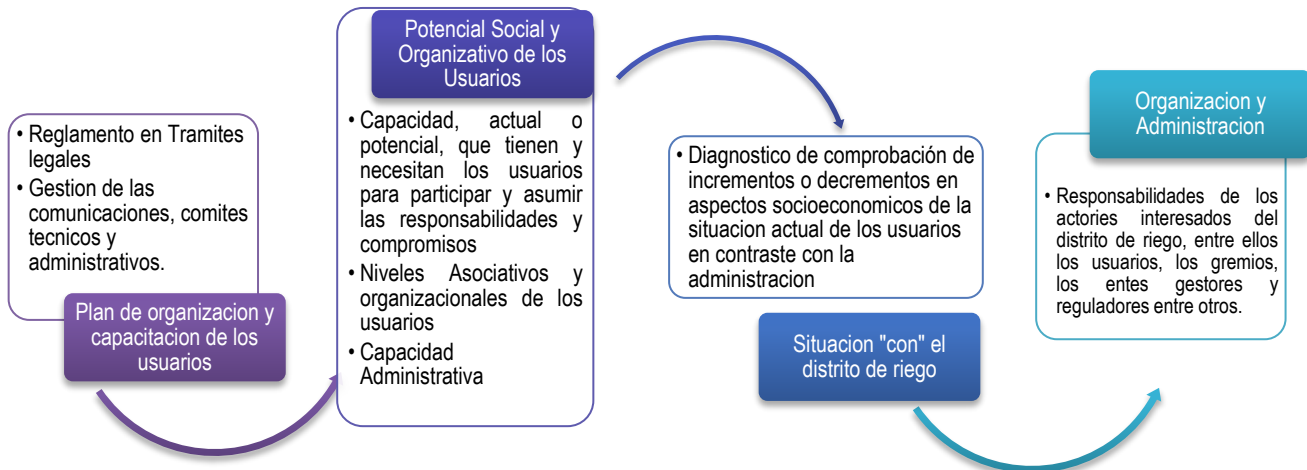 • Reglamento en Tramites
legales
• Gestion de las
comunicaciones, comites
tecnicos y
administrativos.
Plan de organizacion y
capacitacion de los
usuarios
Potencial Social y
Organizativo de los
Usuarios
• Capacidad, actual o
potencial, que tienen y
necesitan los usuarios
para participar y asumir
las responsabilidades y
compromisos
• Niveles Asociativos y
organizacionales de los
usuarios
• Capacidad
Administrativa
• Diagnostico de comprobación de
incrementos o decrementos en
aspectos socioeconomicos de la
situacion actual de los usuarios
en contraste con la
administracion
Situacion "con" el
distrito de riego
Organizacion y
Administracion
• Responsabilidades de los
actories interesados del
distrito de riego, entre ellos
los usuarios, los gremios,
los entes gestores y
reguladores entre otros.